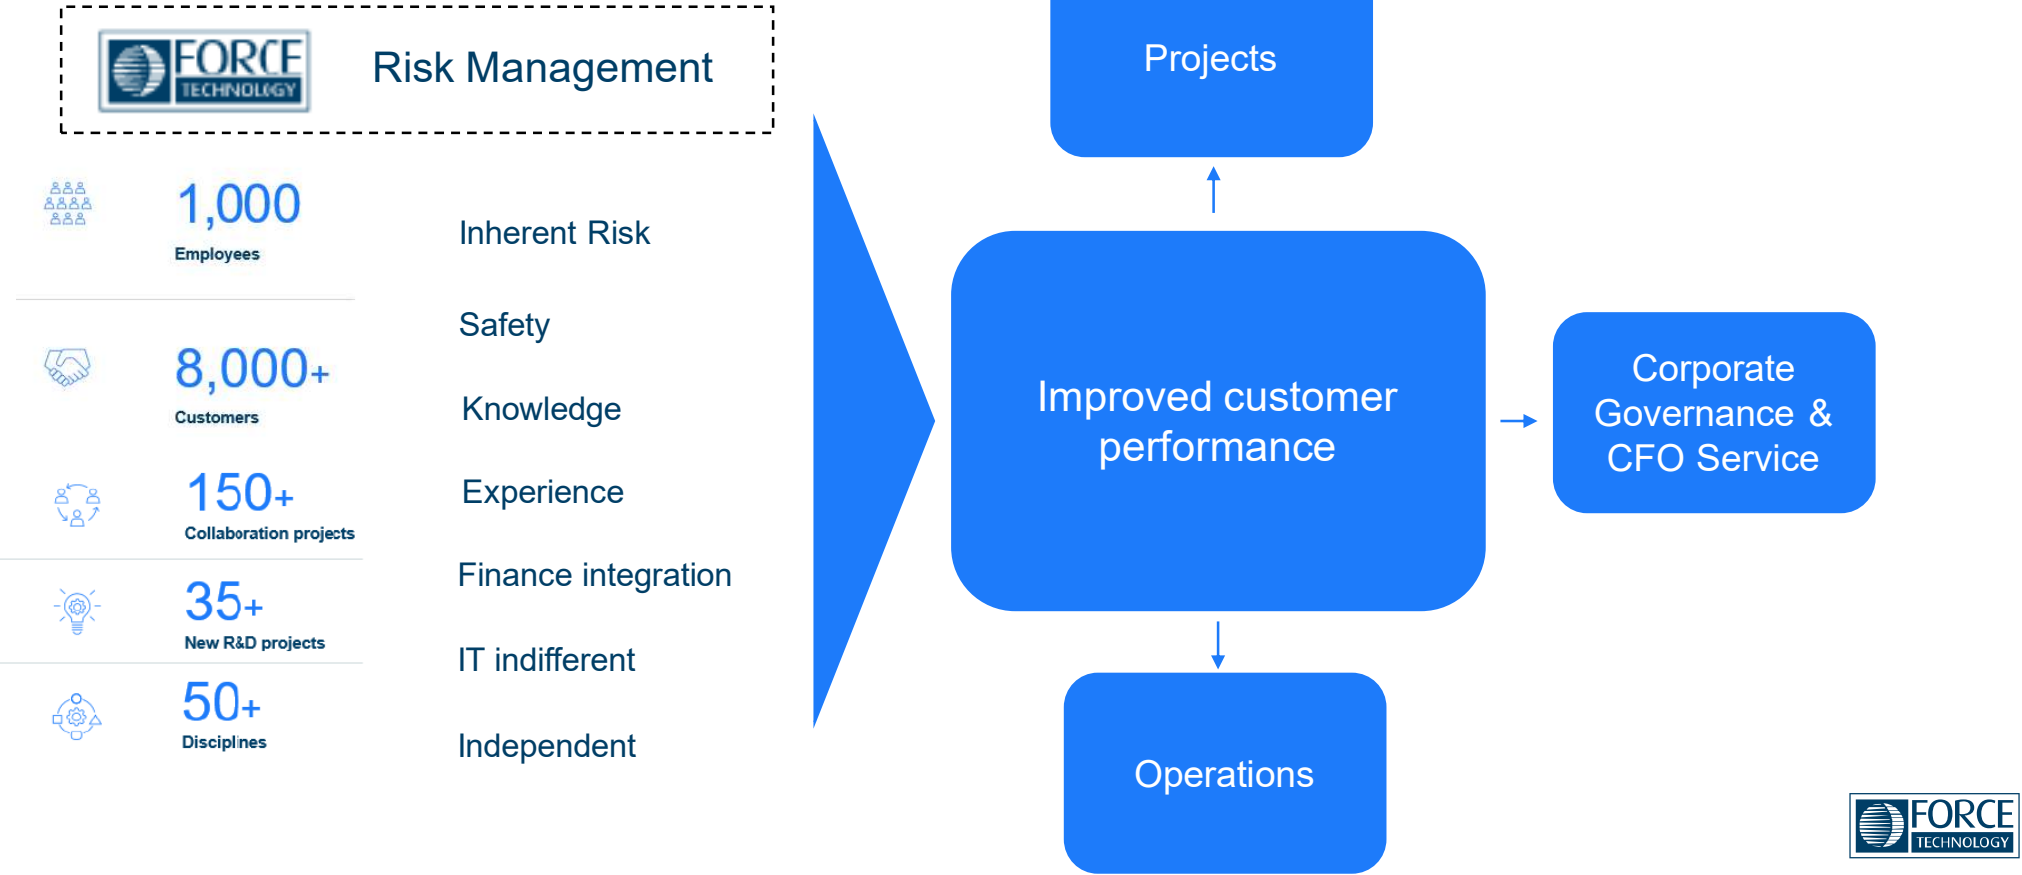 FORCE
TECHNOLOGY
Risk Management
1,000
Employees
8,000+
Customers
150+
Collaboration projects
35+
New R&D projects
50+
Disciplines
Inherent Risk
Safety
Knowledge
Experience
Finance integration
IT indifferent
Independent
Projects
Improved customer
performance
Corporate
Governance &
CFO Service
Operations
FORCE
TECHNOLOGY